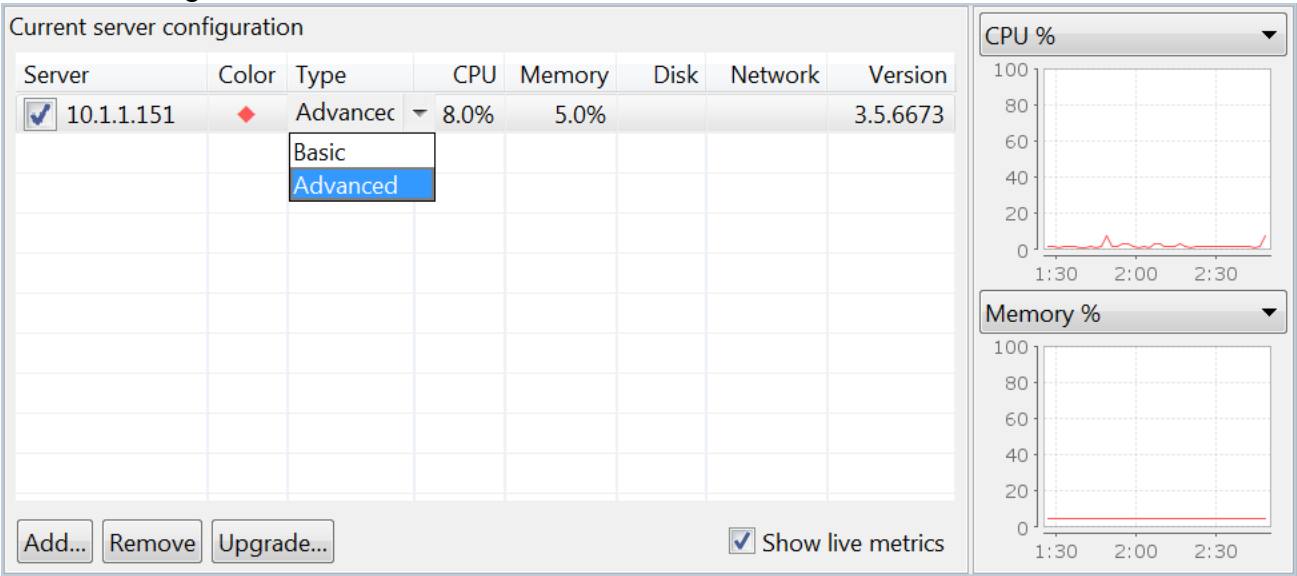 Current server configuration
Server Color Type CPU Memory Disk Network Version
10.1.1.151 Advancec 8.0% 5.0% 3.5.6673
Basic
Advanced
Add... Remove Upgrade... Show live metrics
CPU %
100
80
60
40
20
0
1:30 2:00 2:30
Memory %
100
80
60
40
20
0
1:30 2:00 2:30